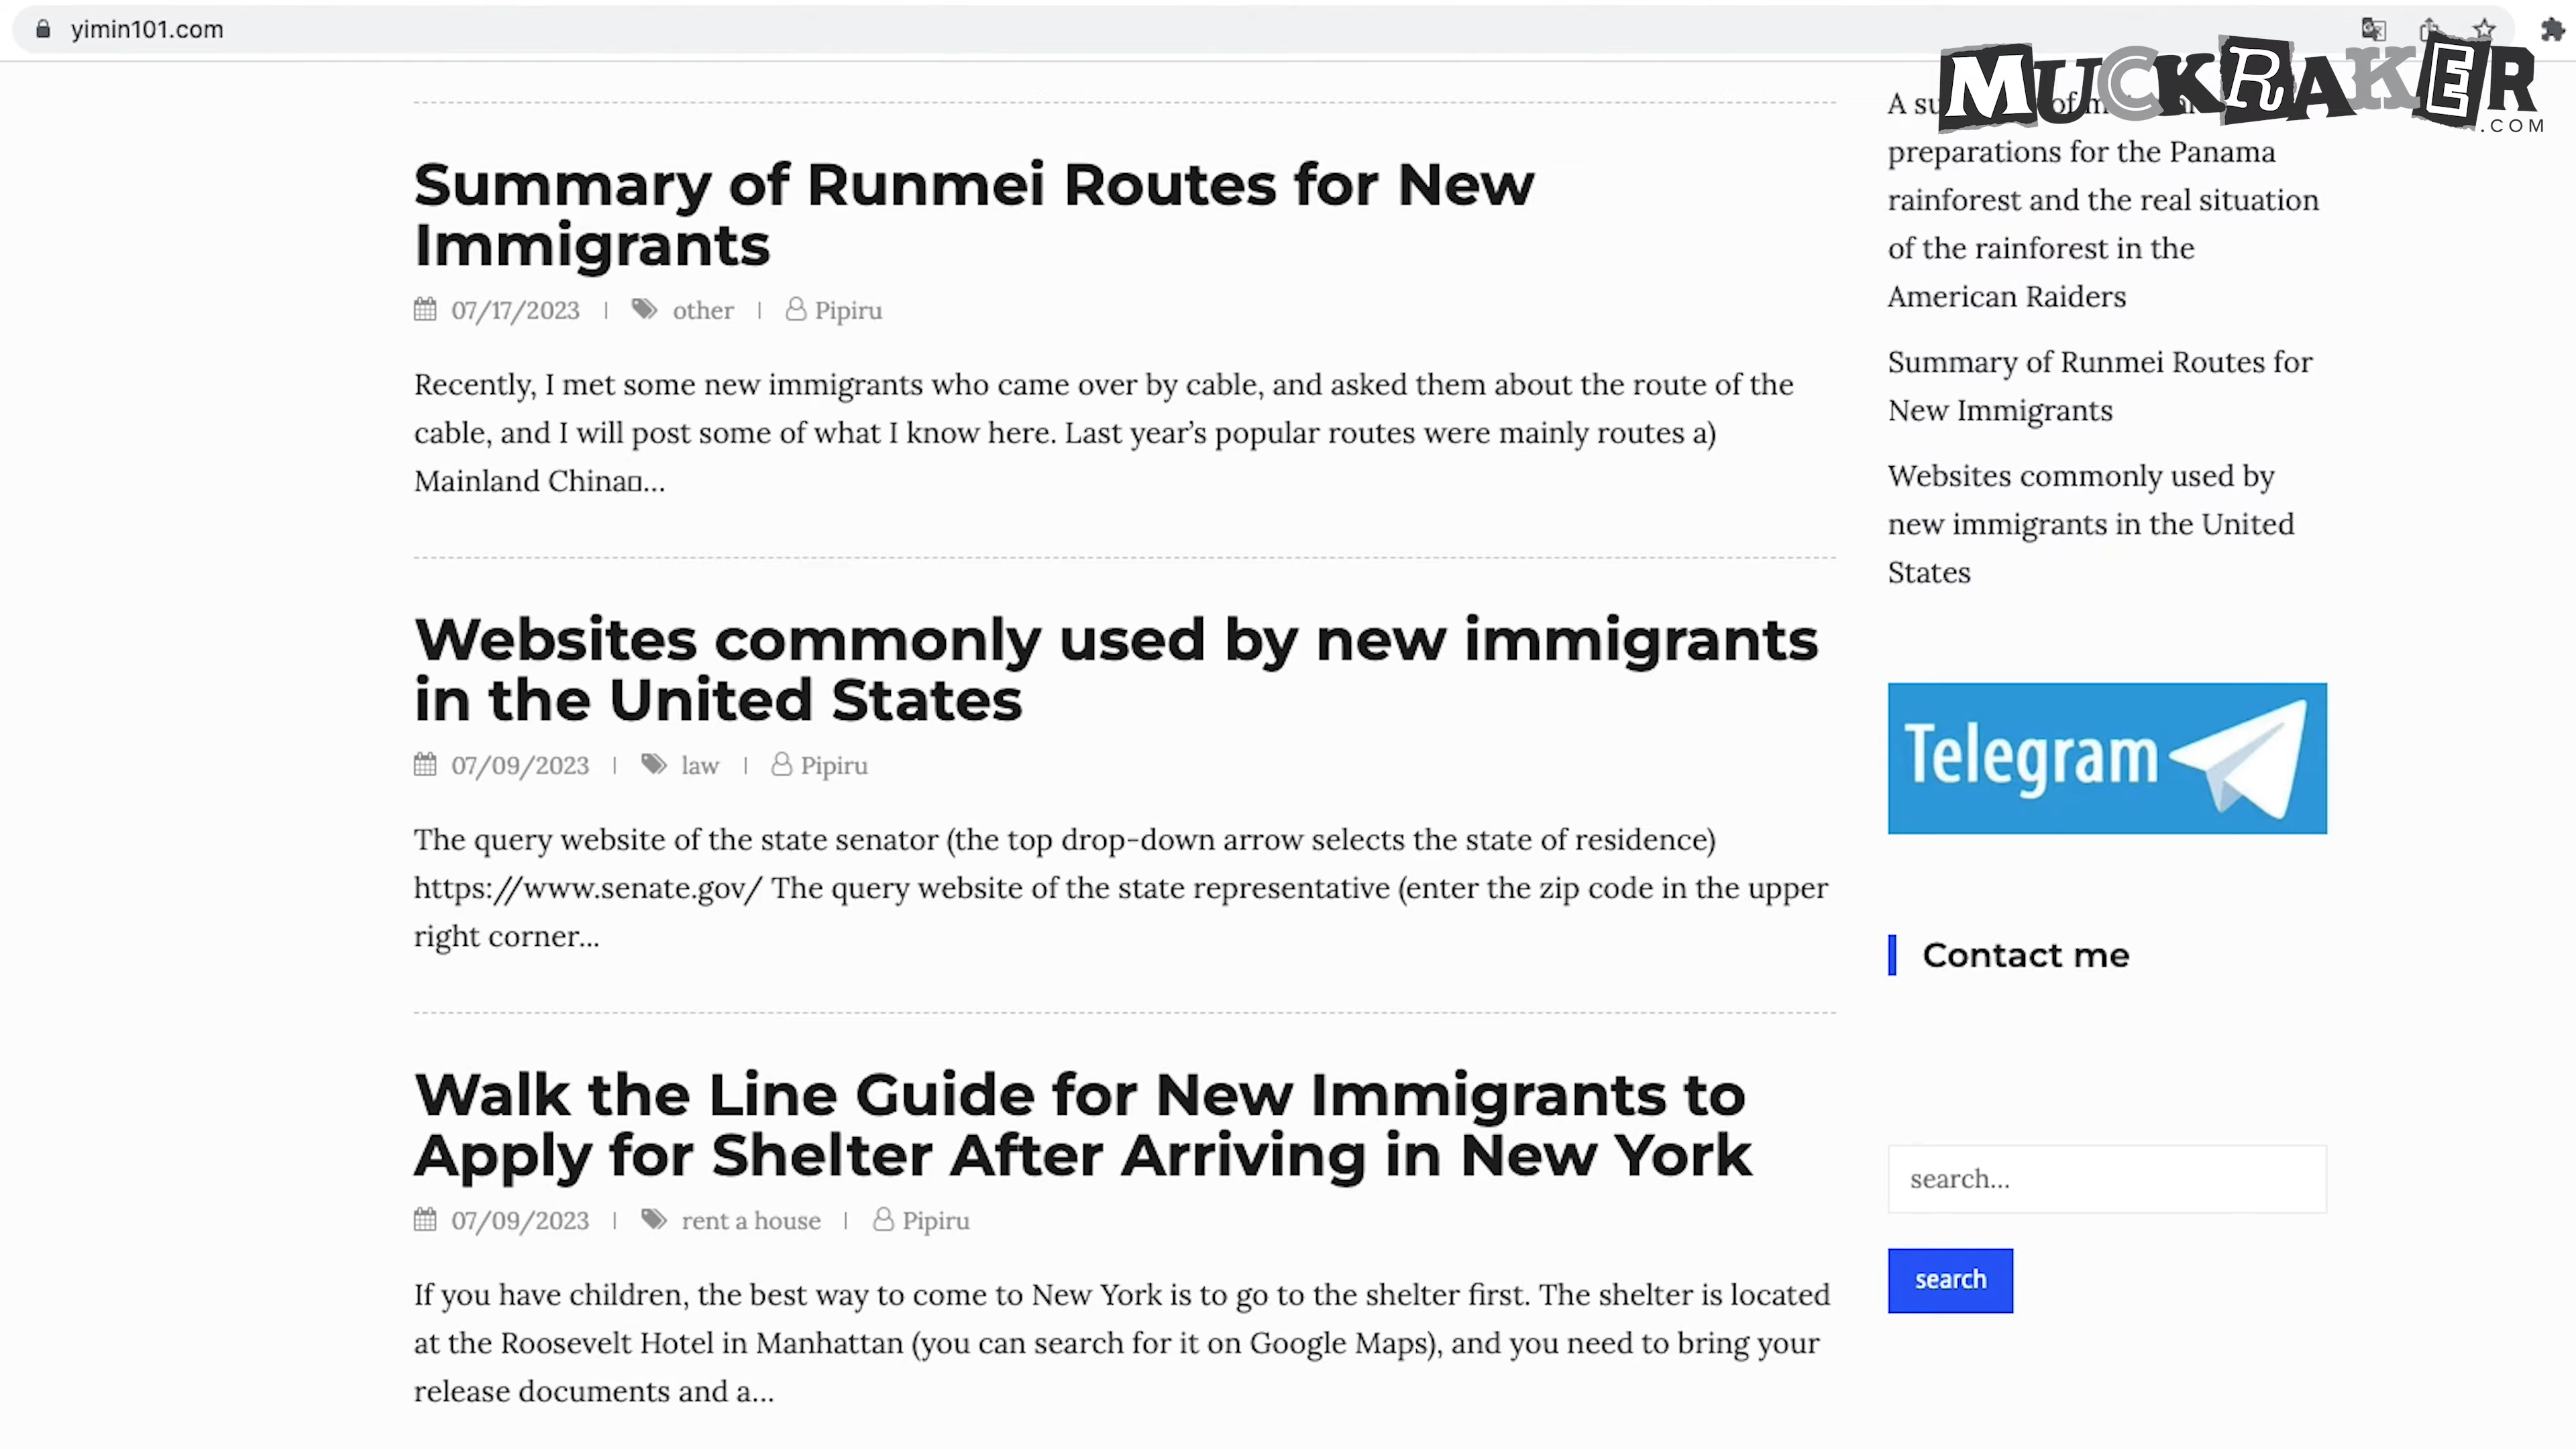 yimin101.com
MUCKRAKER
.COM
Summary of Runmei Routes for New
Immigrants
07/17/2023 | other | Pipiru
Recently, I met some new immigrants who came over by cable, and asked them about the route of the
cable, and I will post some of what I know here. Last year's popular routes were mainly routes a)
Mainland China...
Websites commonly used by new immigrants
in the United States
07/09/2023 | law | Pipiru
The query website of the state senator (the top drop-down arrow selects the state of residence)
https://www.senate.gov/ The query website of the state representative (enter the zip code in the upper
right corner...
Walk the Line Guide for New Immigrants to
Apply for Shelter After Arriving in New York
07/09/2023 | rent a house | Pipiru
If you have children, the best way to come to New York is to go to the shelter first. The shelter is located
at the Roosevelt Hotel in Manhattan (you can search for it on Google Maps), and you need to bring your
release documents and a...
A of
preparations for the Panama
rainforest and the real situation
of the rainforest in the
American Raiders
Summary of Runmei Routes for
New Immigrants
Websites commonly used by
new immigrants in the United
States
Telegram
Contact me
search...
search